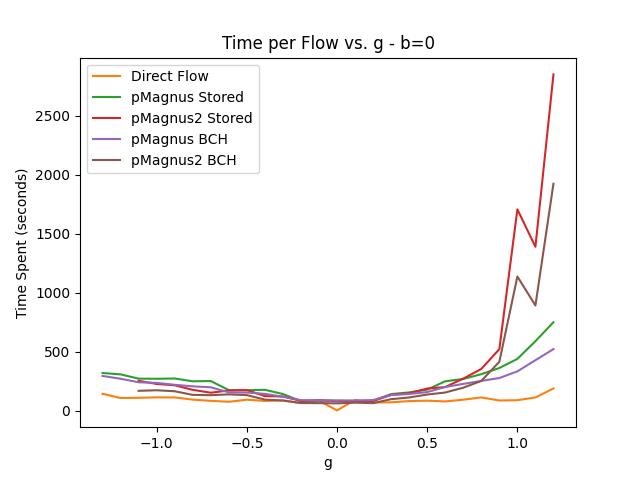 Time per Flow vs. g - b=0
Direct Flow
pMagnus Stored
pMagnus2 Stored
pMagnus BCH
pMagnus2 BCH
Time Spent (seconds)
2500
2000
1500
1000
500
0
−1.0 −0.5 0.0 0.5 1.0
g